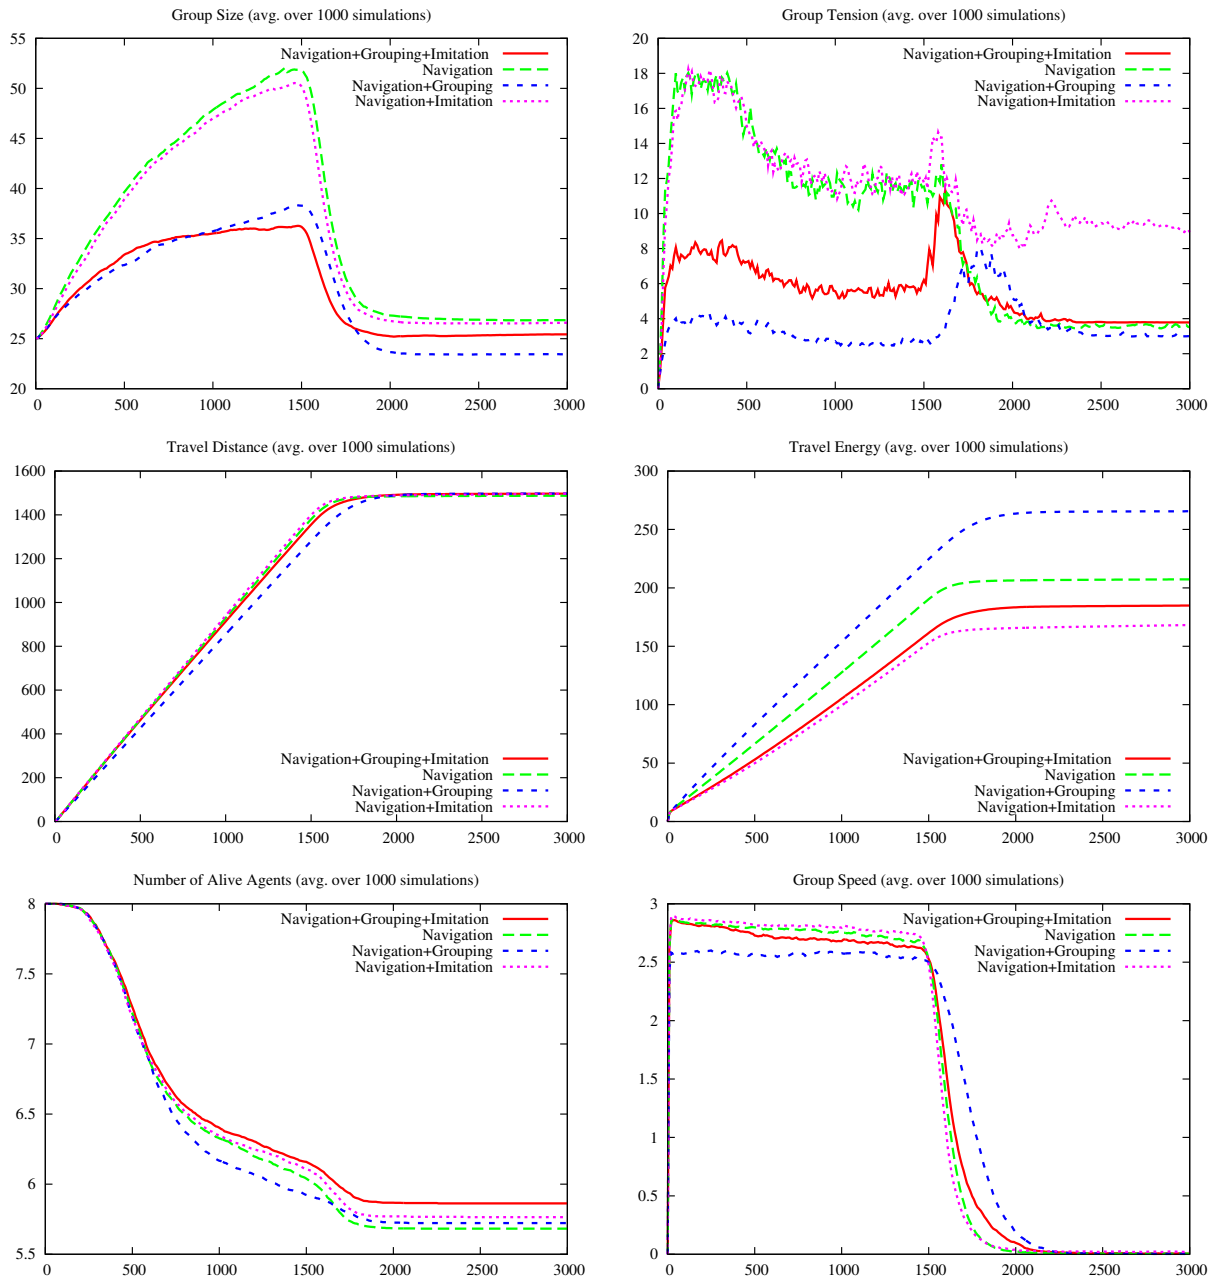 Group Size (avg. over 1000 simulations)
55
50
45
40
35
30
25
20
0 500 1000 1500 2000 2500 3000
Navigation+Grouping+Imitation
Navigation
Navigation+Grouping
Navigation+Imitation
Group Tension (avg. over 1000 simulations)
20
18
16
14
12
10
8
6
4
2
0
0 500 1000 1500 2000 2500 3000
Navigation+Grouping+Imitation
Navigation
Navigation+Grouping
Navigation+Imitation
Travel Distance (avg. over 1000 simulations)
1600
1400
1200
1000
800
600
400
200
0
0 500 1000 1500 2000 2500 3000
Navigation+Grouping+Imitation
Navigation
Navigation+Grouping
Navigation+Imitation
Travel Energy (avg. over 1000 simulations)
300
250
200
150
100
50
0
0 500 1000 1500 2000 2500 3000
Navigation+Grouping+Imitation
Navigation
Navigation+Grouping
Navigation+Imitation
Number of Alive Agents (avg. over 1000 simulations)
8
7.5
7
6.5
6
5.5
0 500 1000 1500 2000 2500 3000
Navigation+Grouping+Imitation
Navigation
Navigation+Grouping
Navigation+Imitation
Group Speed (avg. over 1000 simulations)
3
2.5
2
1.5
1
0.5
0
0 500 1000 1500 2000 2500 3000
Navigation+Grouping+Imitation
Navigation
Navigation+Grouping
Navigation+Imitation